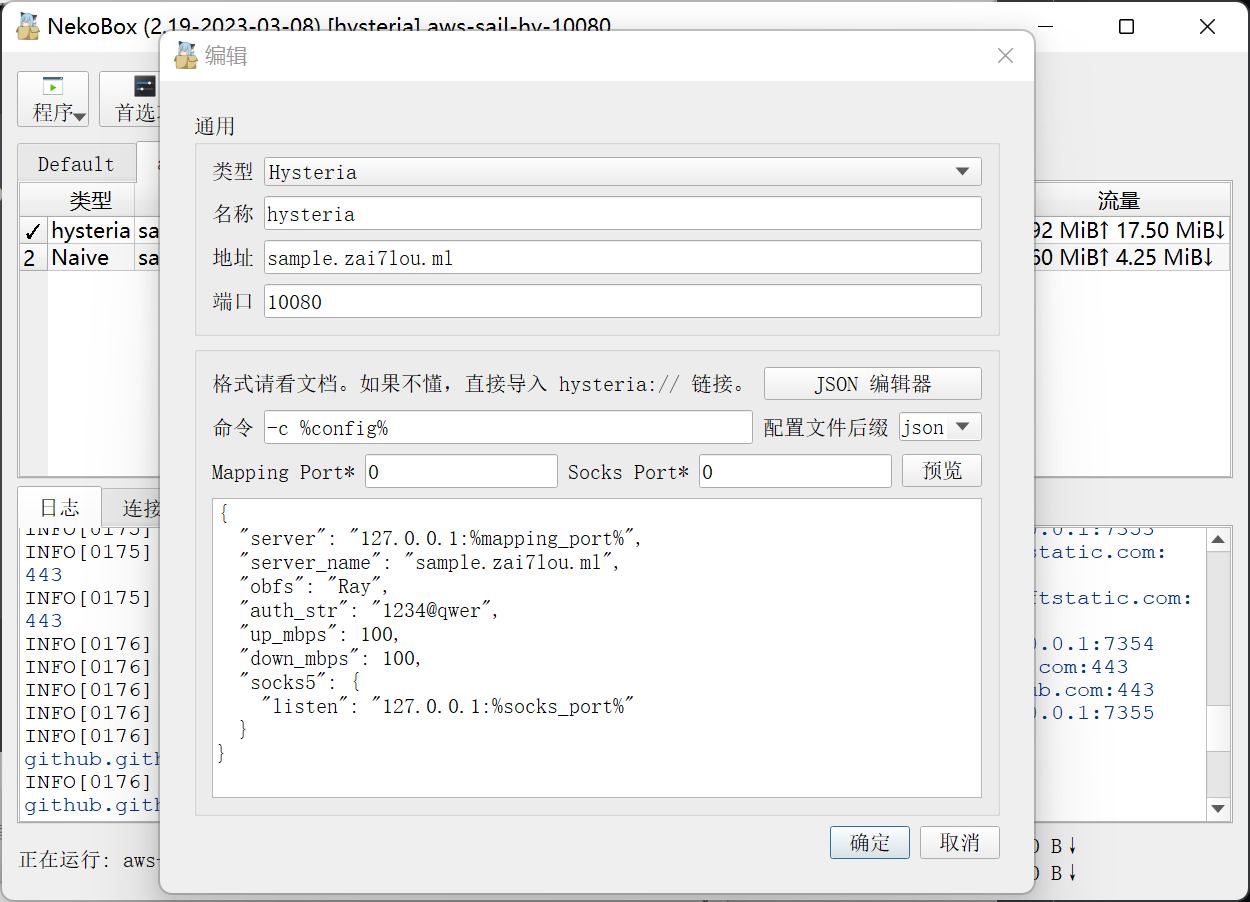 NekoBox (2.19-2023-03-08) [hysteria] aws-sail-hy-10080
编辑
程序
首选
通用
Default
类型 Hysteria
名称 hysteria
地址 sample.zai7lou.ml
端口 10080
类型
流量
✓ hysteria sa
92 MiB↑ 17.50 MiB↓
2 Naive sa
60 MiB↑ 4.25 MiB↓
格式请看文档。如果不懂，直接导入 hysteria:// 链接。 JSON 编辑器
命令 -c %config% 配置文件后缀 json
Mapping Port* 0 Socks Port* 0 预览
{
"server": "127.0.0.1:%mapping_port%",
"server_name": "sample.zai7lou.ml",
"obfs": "Ray",
"auth_str": "1234@qwer",
"up_mbps": 100,
"down_mbps": 100,
"socks5": {
"listen": "127.0.0.1:%socks_port%"
}
}
确定 取消
日志 连接
INFO[0175] .0.1:7353
INFO[0175] static.com:
443
INFO[0175] ftstatic.com:
443
INFO[0176] .0.1:7354
INFO[0176] .com:443
INFO[0176] ub.com:443
INFO[0176] .0.1:7355
INFO[0176]
github.gith
INFO[0176]
github.gith
正在运行: aws-
0 B↓
0 B↓